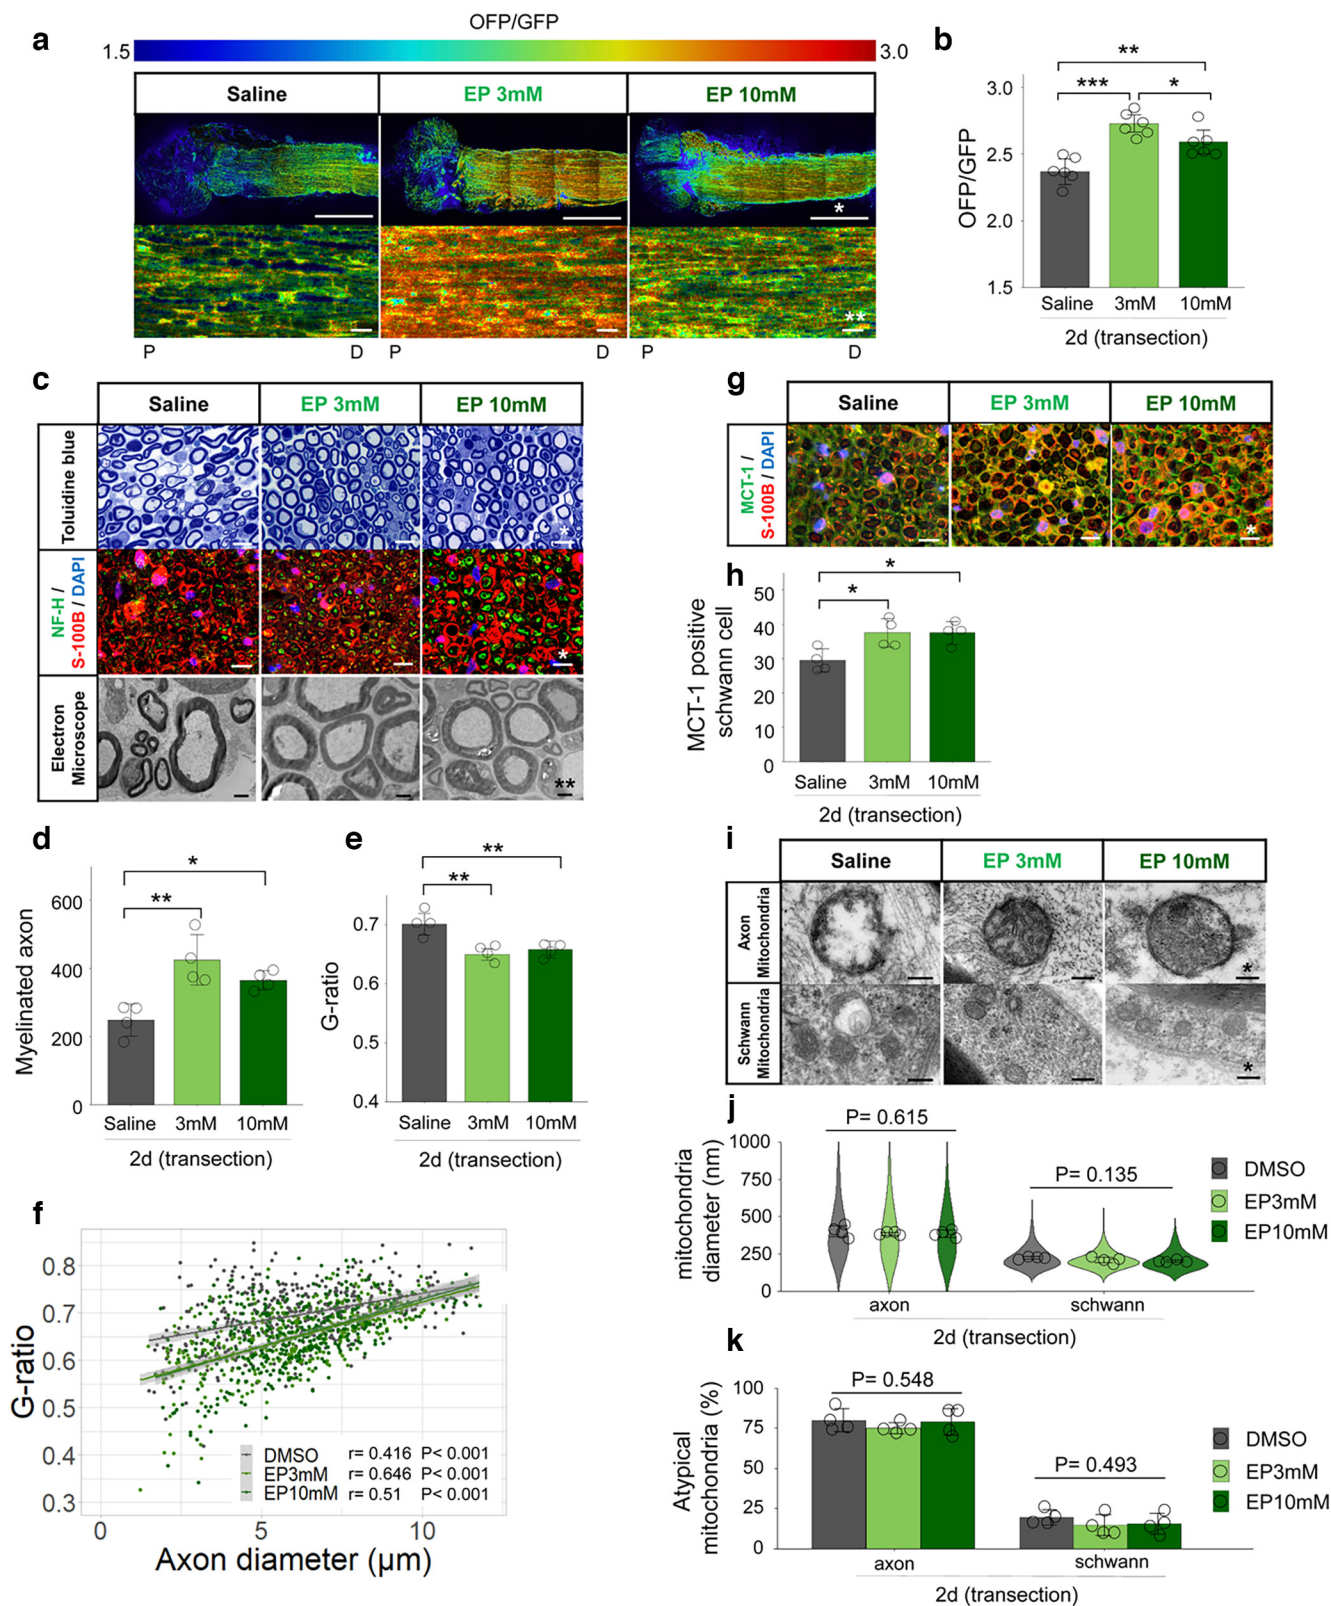 a
OFP/GFP
1.5 3.0
Saline EP 3mM EP 10mM
*
**
P D P D P D
b
**
*** *
OFP/GFP
3.0
2.5
2.0
1.5
Saline 3mM 10mM
2d (transection)
c
Saline EP 3mM EP 10mM
Toluidine blue
*
NF-H /
S-100B / DAPI
*
Electron
Microscope
**
d
*
**
Myelinated axon
600
400
200
0
Saline 3mM 10mM
2d (transection)
e
**
**
G-ratio
0.7
0.6
0.5
0.4
Saline 3mM 10mM
2d (transection)
f
G-ratio
0.8
0.7
0.6
0.5
0.4
0.3
DMSO r= 0.416 P< 0.001
EP3mM r= 0.646 P< 0.001
EP10mM r= 0.51 P< 0.001
0 5 10
Axon diameter (µm)
g
Saline EP 3mM EP 10mM
MCT-1 /
S-100B / DAPI
*
h
*
*
MCT-1 positive
schwann cell
50
40
30
20
10
0
Saline 3mM 10mM
2d (transection)
i
Saline EP 3mM EP 10mM
Axon
Mitochondria
*
Schwann
Mitochondria
*
j
P= 0.615
P= 0.135
mitochondria
diameter (nm)
1000
750
500
250
0
axon schwann
2d (transection)
DMSO
EP3mM
EP10mM
k
P= 0.548
P= 0.493
Atypical
mitochondria (%)
100
75
50
25
0
axon schwann
2d (transection)
DMSO
EP3mM
EP10mM